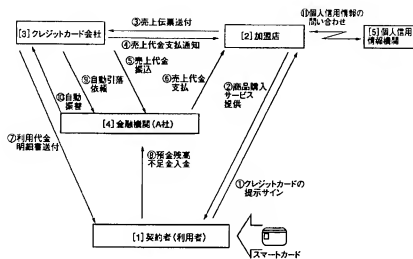 ③売上伝票送付
⑪個人信用情報の
問い合わせ
[3]クレジットカード会社
④売上代金支払通知
[2]加盟店
[5]個人信用
情報機関
⑤売上代金
振込
⑨自動引落
依頼
⑥売上代金
支払
⑩自動
振替
②商品購入
サービス
提供
[4]金融機関(A社)
⑦利用代金
明細書送付
⑧預金残高
不足金入金
①クレジットカードの
提示サイン
[1]契約者(利用者)
スマートカード